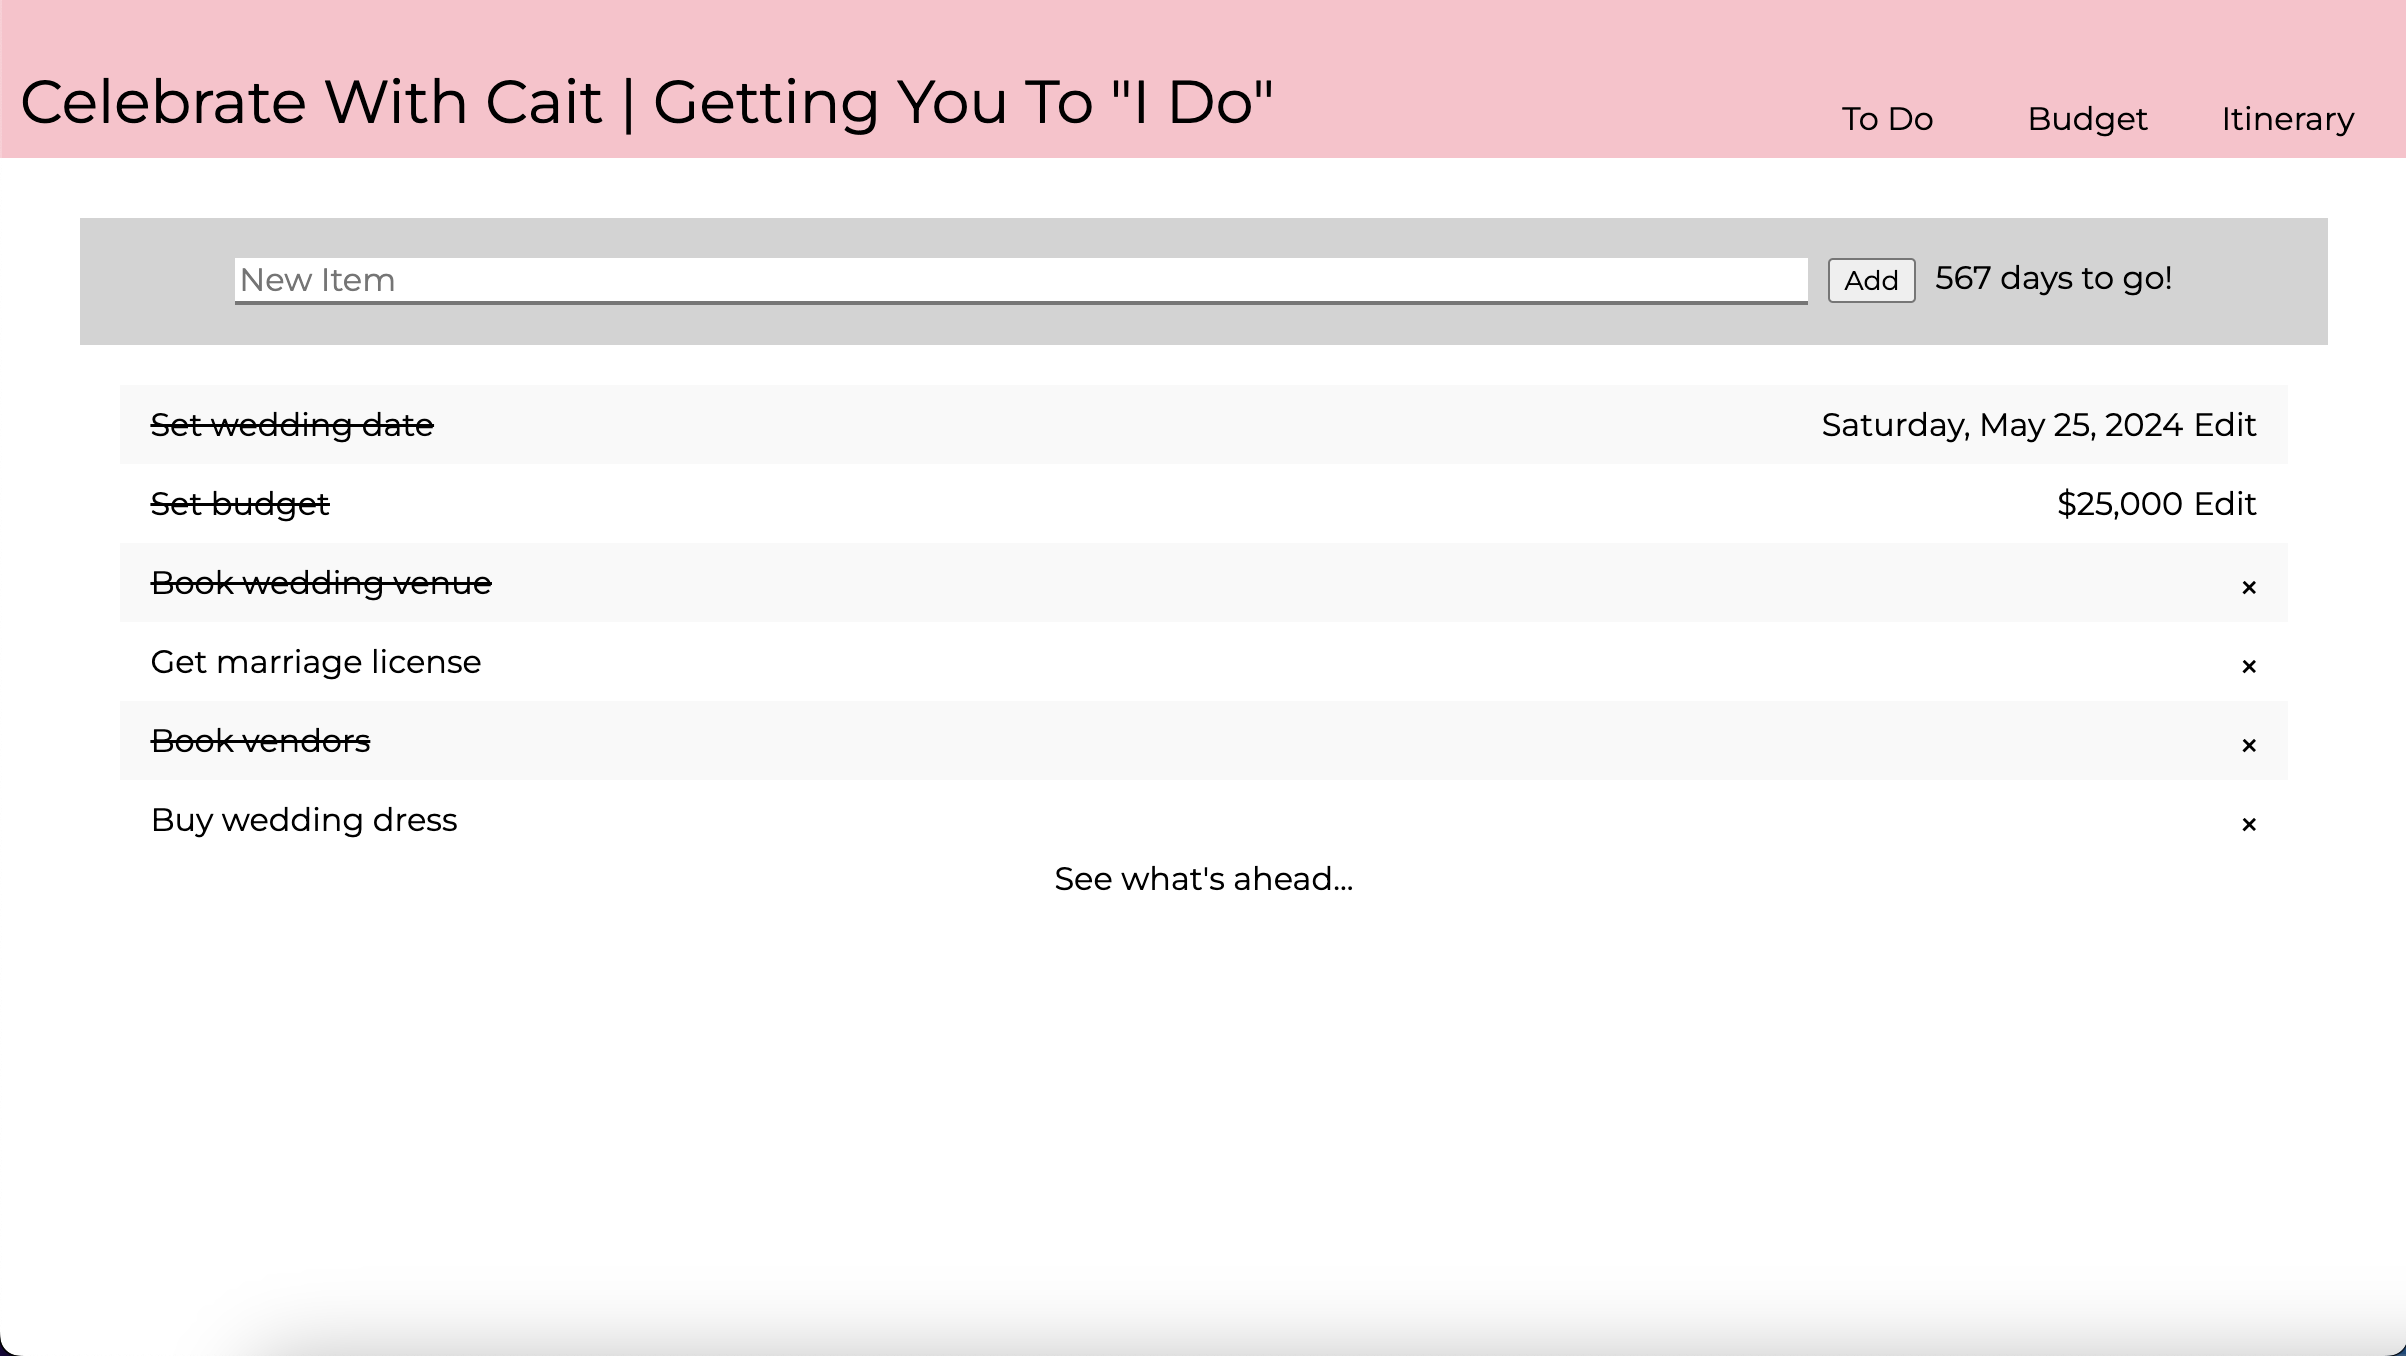 Celebrate With Cait | Getting You To "I Do"
To Do Budget Itinerary
New Item Add 567 days to go!
Set wedding date Saturday, May 25, 2024 Edit
Set budget $25,000 Edit
Book wedding venue ×
Get marriage license ×
Book vendors ×
Buy wedding dress ×
See what's ahead...